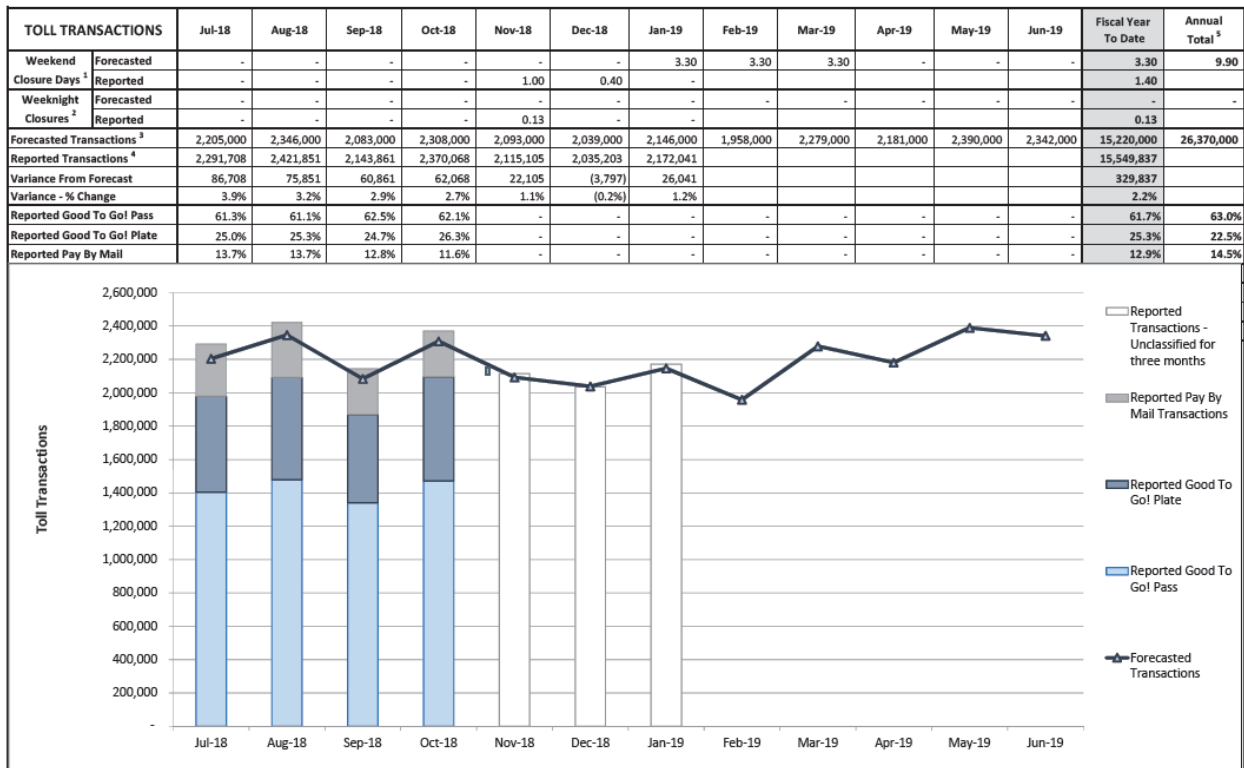 TOLL TRANSACTIONS Jul-18 Aug-18 Sep-18 Oct-18 Nov-18 Dec-18 Jan-19 Feb-19 Mar-19 Apr-19 May-19 Jun-19 Fiscal Year To Date Annual Total 5
Weekend Closure Days 1 Forecasted - - - - - - 3.30 3.30 3.30 - - - 3.30 9.90
Reported - - - - 1.00 0.40 - 1.40
Weeknight Closures 2 Forecasted - - - - - - - - - - - - - -
Reported - - - - 0.13 - - 0.13
Forecasted Transactions 3 2,205,000 2,346,000 2,083,000 2,308,000 2,093,000 2,039,000 2,146,000 1,958,000 2,279,000 2,181,000 2,390,000 2,342,000 15,220,000 26,370,000
Reported Transactions 4 2,291,708 2,421,851 2,143,861 2,370,068 2,115,105 2,035,203 2,172,041 15,549,837
Variance From Forecast 86,708 75,851 60,861 62,068 22,105 (3,797) 26,041 329,837
Variance - % Change 3.9% 3.2% 2.9% 2.7% 1.1% (0.2%) 1.2% 2.2%
Reported Good To Go! Pass 61.3% 61.1% 62.5% 62.1% - - - - - - - - 61.7% 63.0%
Reported Good To Go! Plate 25.0% 25.3% 24.7% 26.3% - - - - - - - - 25.3% 22.5%
Reported Pay By Mail 13.7% 13.7% 12.8% 11.6% - - - - - - - - 12.9% 14.5%
Toll Transactions
2,600,000
2,400,000
2,200,000
2,000,000
1,800,000
1,600,000
1,400,000
1,200,000
1,000,000
800,000
600,000
400,000
200,000
-
Jul-18 Aug-18 Sep-18 Oct-18 Nov-18 Dec-18 Jan-19 Feb-19 Mar-19 Apr-19 May-19 Jun-19
Reported
Transactions -
Unclassified for
three months
Reported Pay By
Mail Transactions
Reported Good To
Go! Plate
Reported Good To
Go! Pass
Forecasted
Transactions